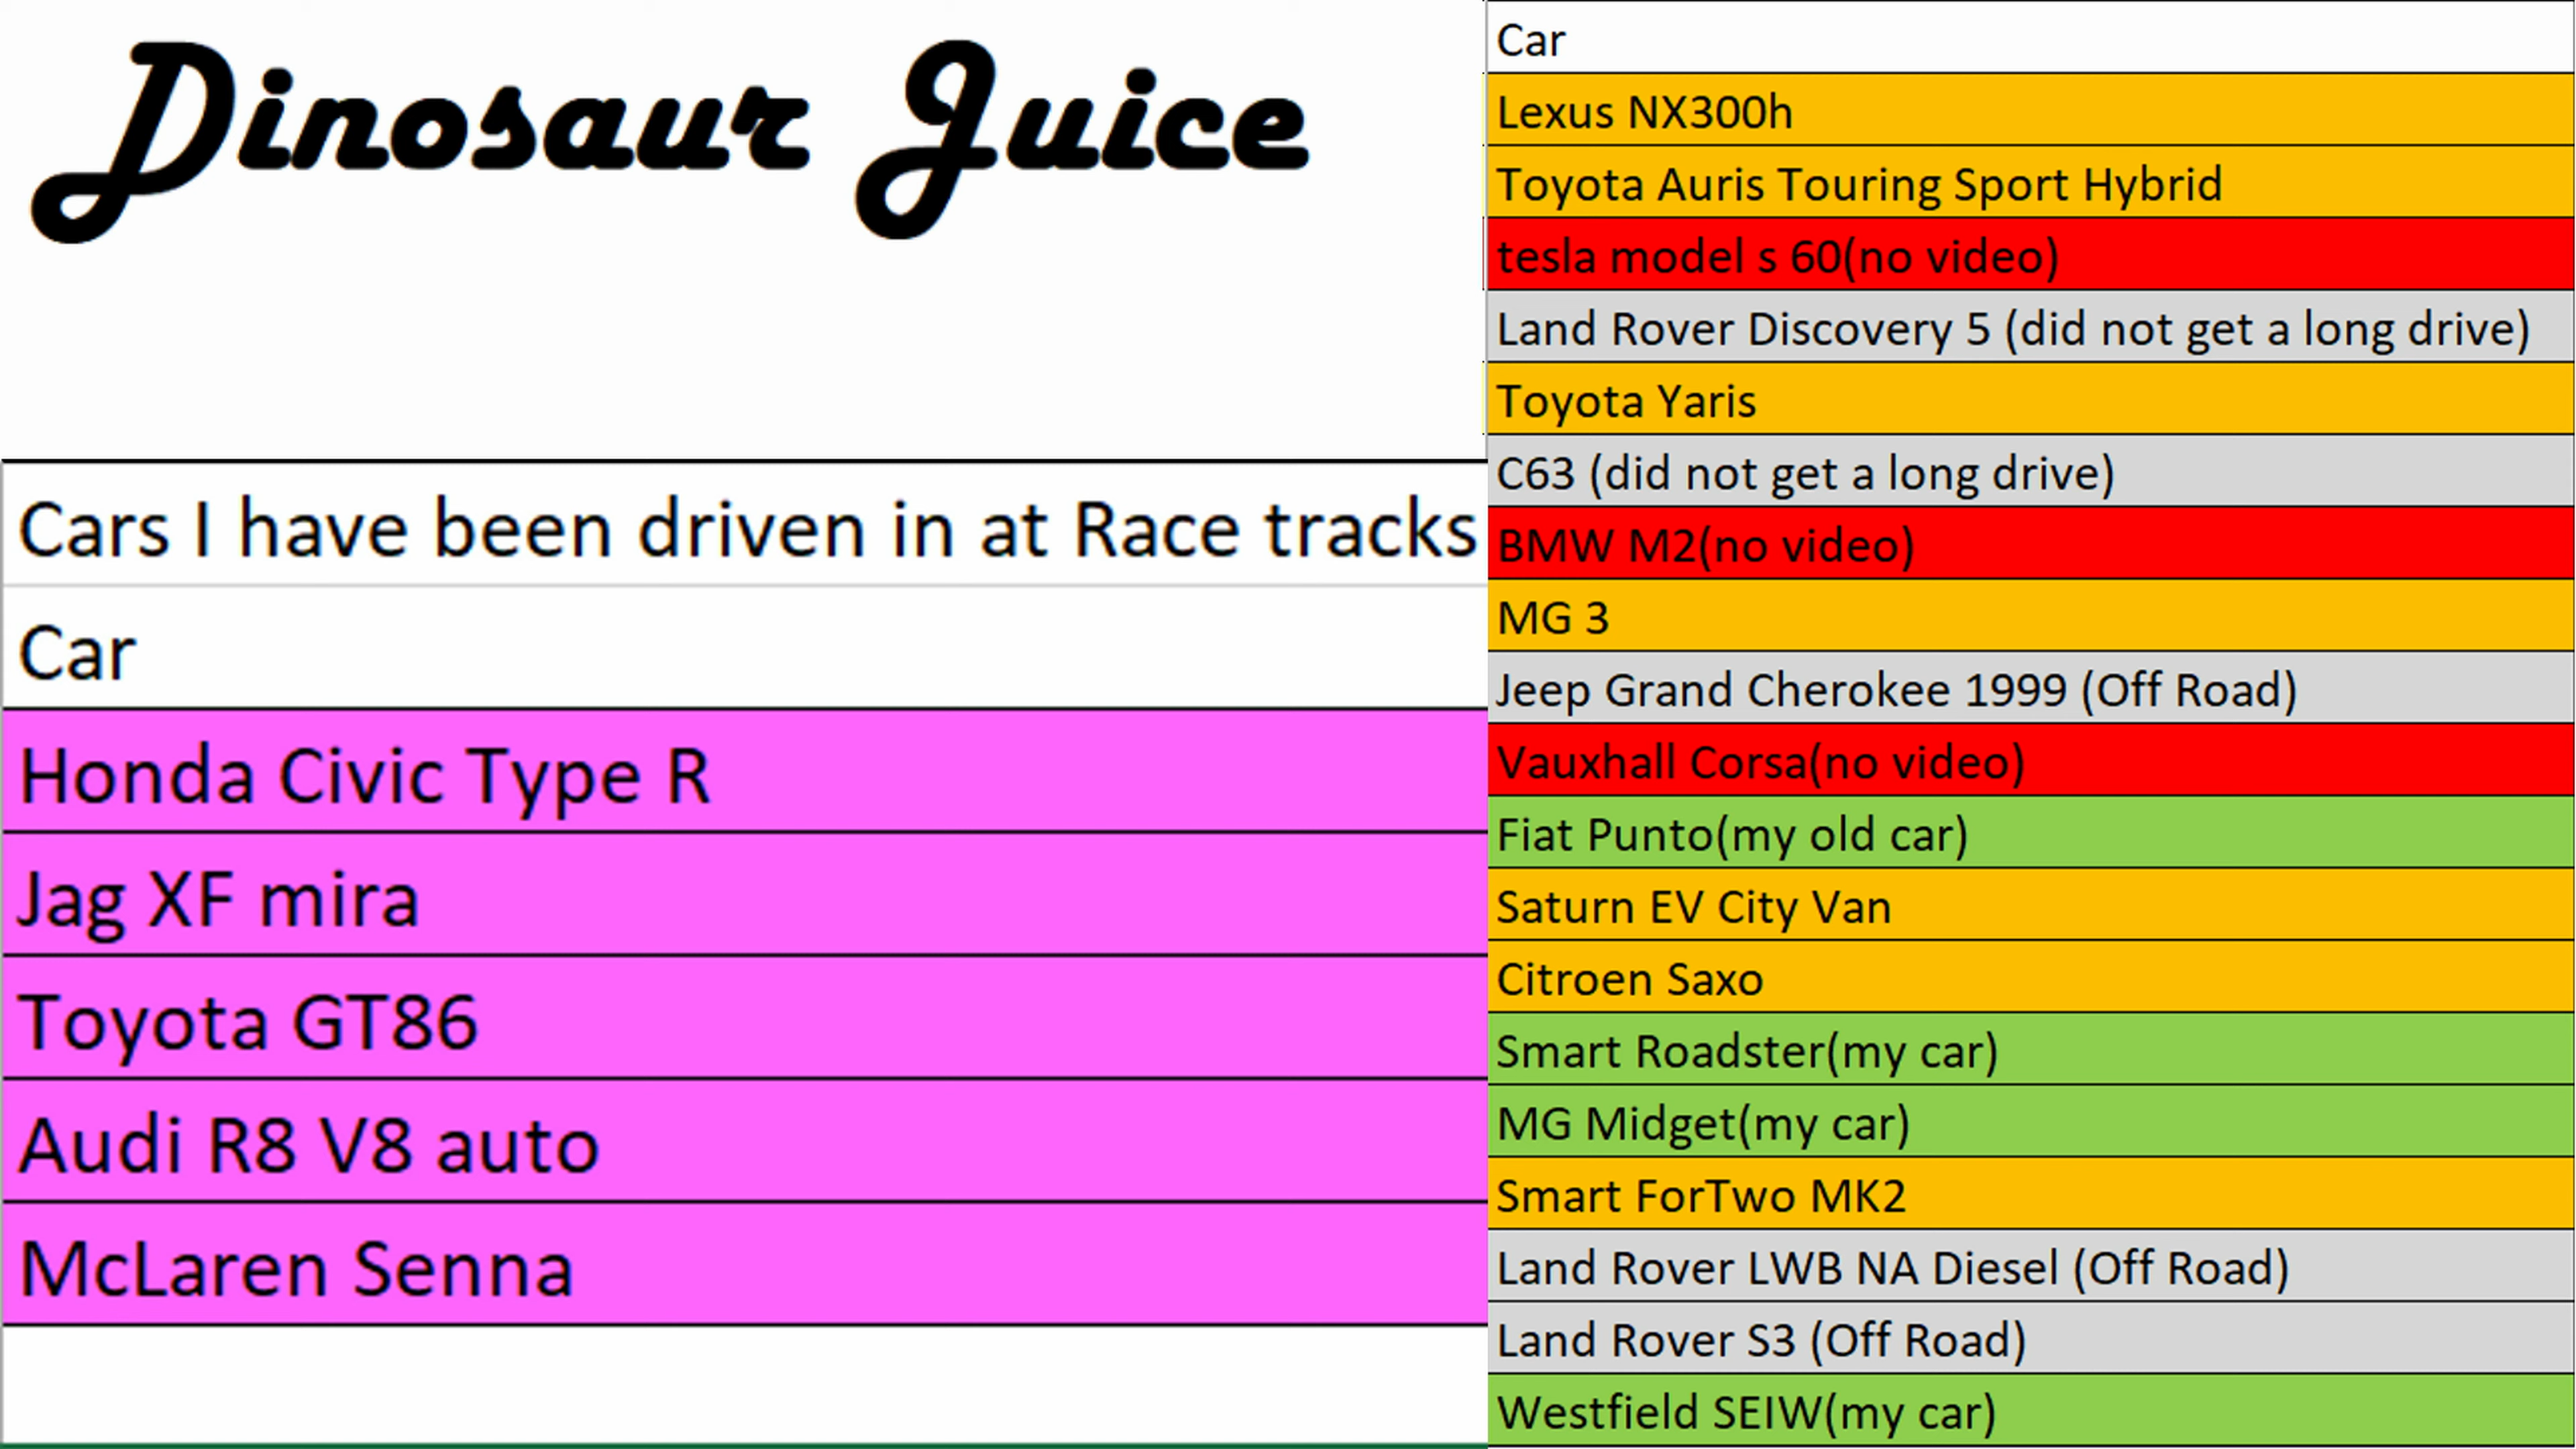 Dinosaur Juice
Cars I have been driven in at Race tracks
Car
Honda Civic Type R
Jag XF mira
Toyota GT86
Audi R8 V8 auto
McLaren Senna
Car
Lexus NX300h
Toyota Auris Touring Sport Hybrid
tesla model s 60(no video)
Land Rover Discovery 5 (did not get a long drive)
Toyota Yaris
C63 (did not get a long drive)
BMW M2(no video)
MG 3
Jeep Grand Cherokee 1999 (Off Road)
Vauxhall Corsa(no video)
Fiat Punto(my old car)
Saturn EV City Van
Citroen Saxo
Smart Roadster(my car)
MG Midget(my car)
Smart ForTwo MK2
Land Rover LWB NA Diesel (Off Road)
Land Rover S3 (Off Road)
Westfield SEIW(my car)